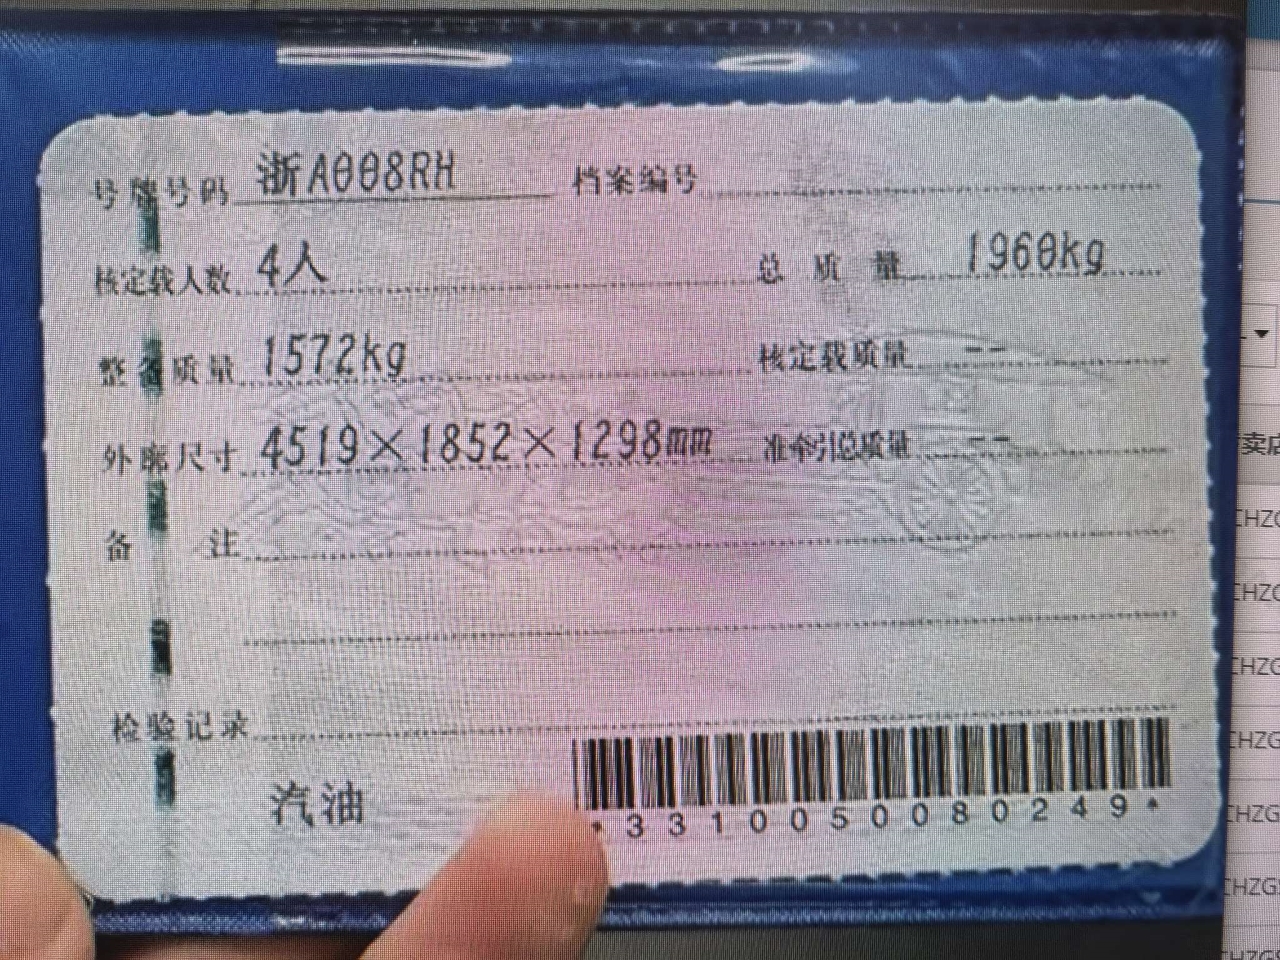 号牌号码 浙A008RH 档案编号
核定载人数 4人 总质量 1960kg
整备质量 1572kg 核定载质量 --
外廓尺寸 4519×1852×1298mm 准牵引总质量 --
备注
检验记录
汽油
*3310050080249*
卖店